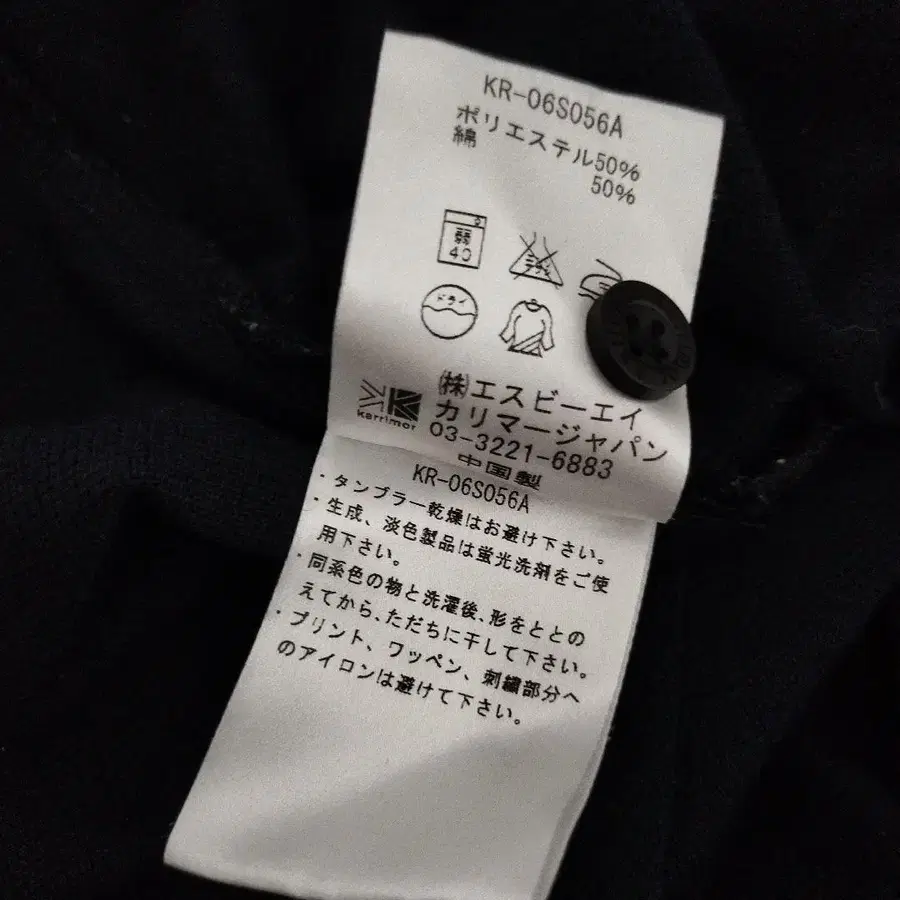 KR-06S056A
ポリエステル50%
綿 50%
弱
40
ドライ
(株)エスビーエイ
カリマージャパン
karrimor
03-3221-6883
中国製
KR-06S056A
・タンブラー乾燥はお避け下さい。
・生成、淡色製品は蛍光洗剤をご使
用下さい。
・同系色の物と洗濯後、形をととの
えてから、ただちに干して下さい。
・プリント、ワッペン、刺繍部分へ
のアイロンは避けて下さい。